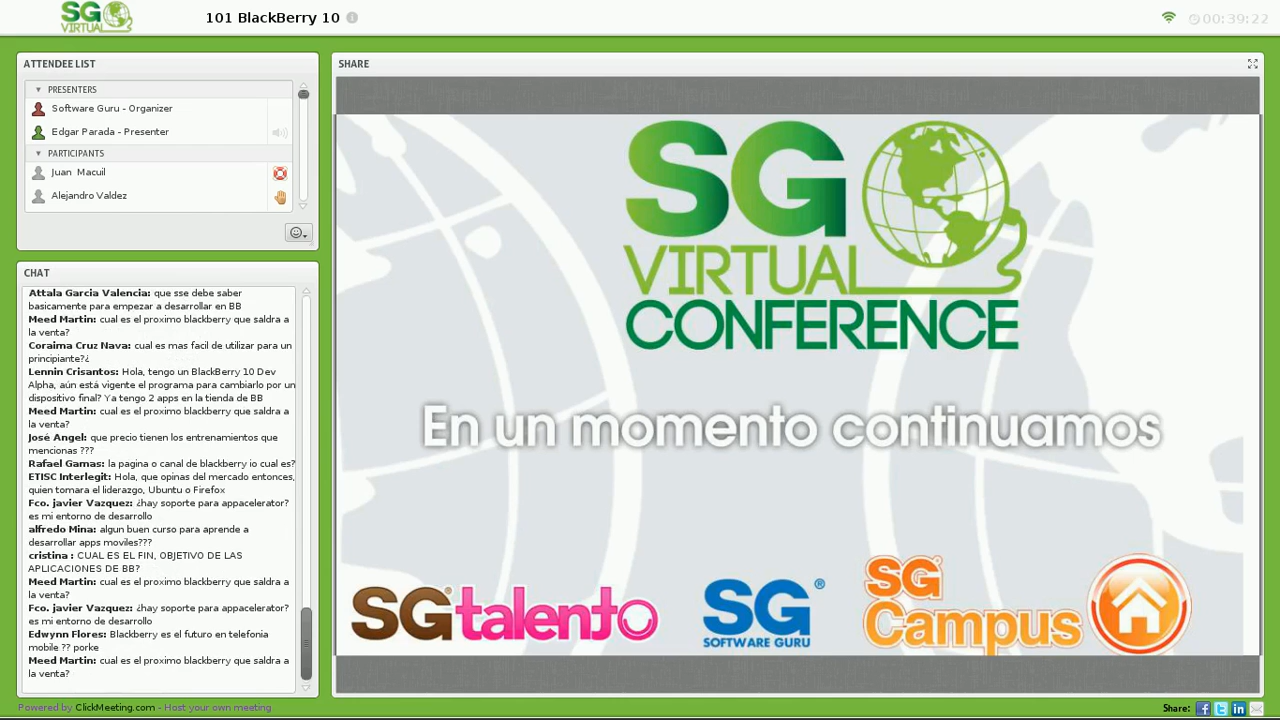 SG
VIRTUAL
101 BlackBerry 10
00:39:22
ATTENDEE LIST
PRESENTERS
Software Guru - Organizer
Edgar Parada - Presenter
PARTICIPANTS
Juan Macuil
Alejandro Valdez
CHAT
Attala Garcia Valencia: que sse debe saber
basicamente para empezar a desarrollar en BB
Meed Martin: cual es el proximo blackberry que saldra a
la venta?
Coraima Cruz Nava: cual es mas facil de utilizar para un
principiante?¿
Lennin Crisantos: Hola, tengo un BlackBerry 10 Dev
Alpha, aún está vigente el programa para cambiarlo por un
dispositivo final? Ya tengo 2 apps en la tienda de BB
Meed Martin: cual es el proximo blackberry que saldra a
la venta?
José Angel: que precio tienen los entrenamientos que
mencionas ???
Rafael Gamas: la pagina o canal de blackberry io cual es?
ETISC Interlegit: Hola, que opinas del mercado entonces,
quien tomara el liderazgo, Ubuntu o Firefox
Fco. javier Vazquez: ¿hay soporte para appacelerator?
es mi entorno de desarrollo
alfredo Mina: algun buen curso para aprende a
desarrollar apps moviles???
cristina : CUAL ES EL FIN, OBJETIVO DE LAS
APLICACIONES DE BB?
Meed Martin: cual es el proximo blackberry que saldra a
la venta?
Fco. javier Vazquez: ¿hay soporte para appacelerator?
es mi entorno de desarrollo
Edwynn Flores: Blackberry es el futuro en telefonia
mobile ?? porke
Meed Martin: cual es el proximo blackberry que saldra a
la venta?
SHARE
SG
VIRTUAL
CONFERENCE
En un momento continuamos
SG talento
SG®
SOFTWARE GURU
SG
Campus
Powered by ClickMeeting.com - Host your own meeting
Share: